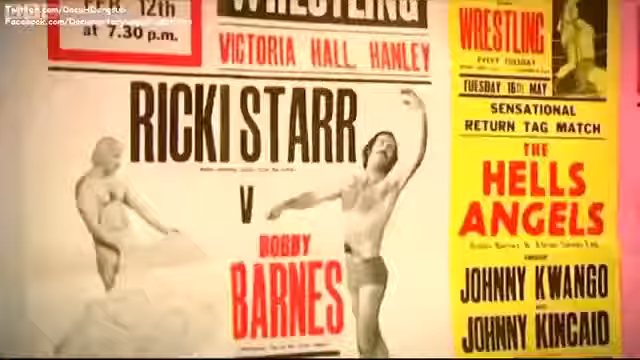 12th
at 7.30 p.m.
WRESTLING
VICTORIA HALL, HANLEY
RICKI STARR
V
BOBBY
BARNES
WRESTLING
EVERY TUESDAY
TUESDAY 16th MAY
SENSATIONAL
RETURN TAG MATCH
THE
HELLS
ANGELS
JOHNNY KWANGO
AND
JOHNNY KINCAID